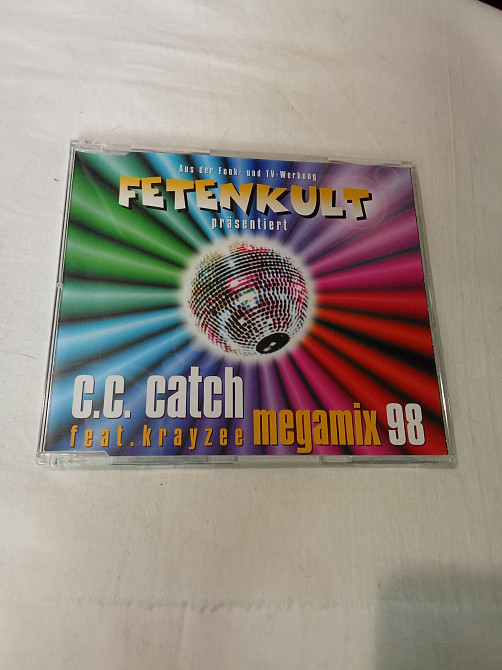 Aus der Funk- und TV-Werbung
FETENKULT
präsentiert
c.c. catch
feat. krayzee megamix 98